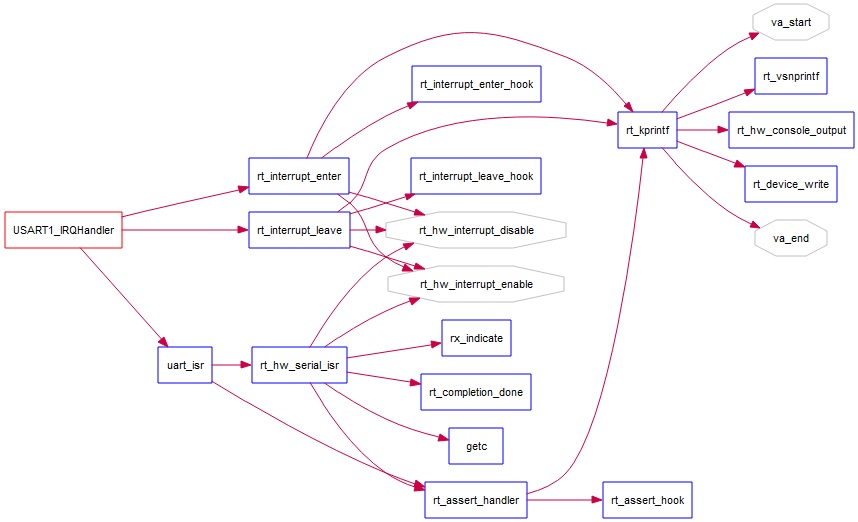 va_start
rt_vsnprintf
rt_interrupt_enter_hook
rt_kprintf
rt_hw_console_output
rt_interrupt_enter
rt_interrupt_leave_hook
rt_device_write
USART1_IRQHandler
rt_interrupt_leave
rt_hw_interrupt_disable
va_end
rt_hw_interrupt_enable
rx_indicate
uart_isr
rt_hw_serial_isr
rt_completion_done
getc
rt_assert_handler
rt_assert_hook